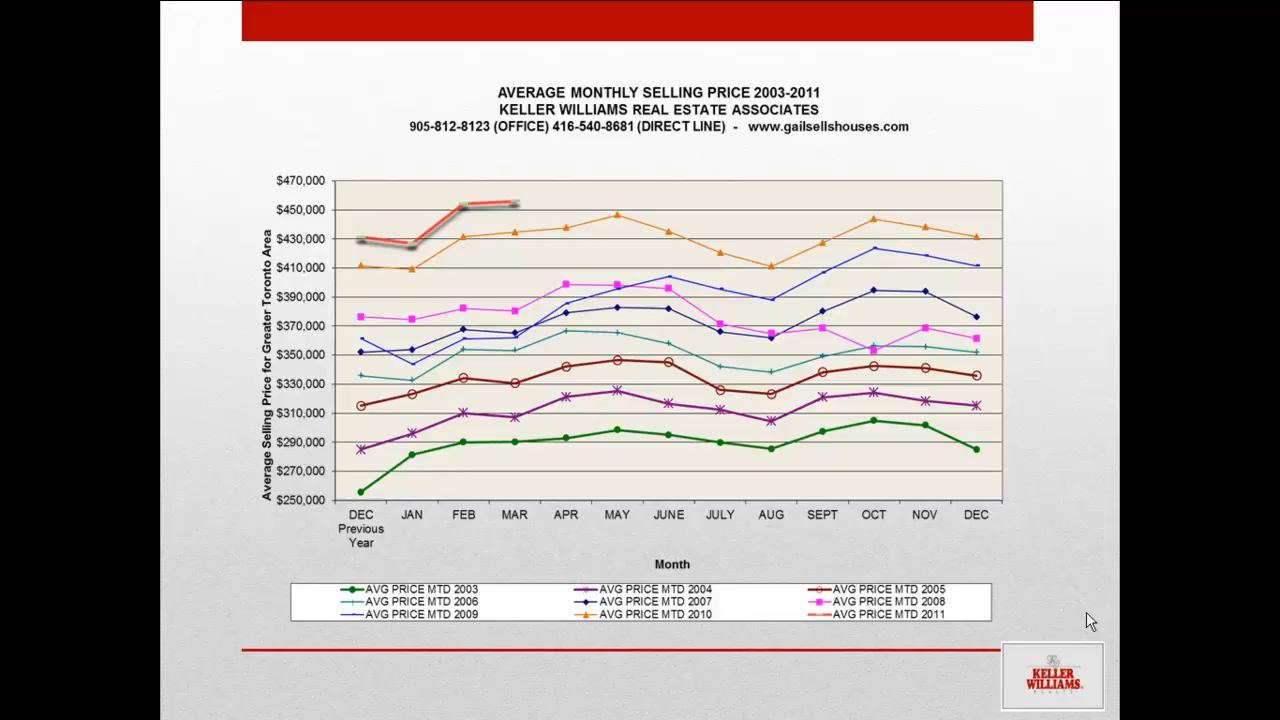 AVERAGE MONTHLY SELLING PRICE 2003-2011
KELLER WILLIAMS REAL ESTATE ASSOCIATES
905-812-8123 (OFFICE) 416-540-8681 (DIRECT LINE) - www.gailsellshouses.com
Average Selling Price for Greater Toronto Area
$470,000
$450,000
$430,000
$410,000
$390,000
$370,000
$350,000
$330,000
$310,000
$290,000
$270,000
$250,000
DEC JAN FEB MAR APR MAY JUNE JULY AUG SEPT OCT NOV DEC
Previous
Year
Month
AVG PRICE MTD 2003 AVG PRICE MTD 2004 AVG PRICE MTD 2005
AVG PRICE MTD 2006 AVG PRICE MTD 2007 AVG PRICE MTD 2008
AVG PRICE MTD 2009 AVG PRICE MTD 2010 AVG PRICE MTD 2011
KELLER
WILLIAMS
REALTY